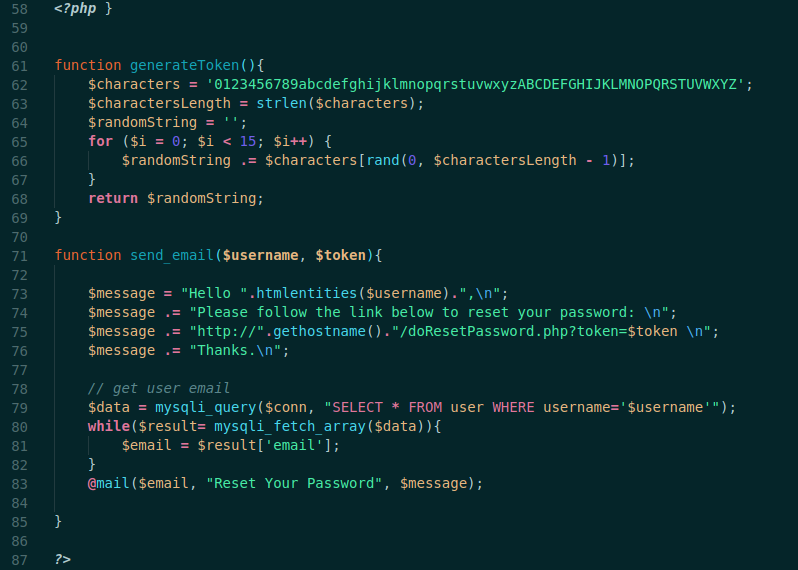 58 <?php }
59
60
61 function generateToken(){
62     $characters = '0123456789abcdefghijklmnopqrstuvwxyzABCDEFGHIJKLMNOPQRSTUVWXYZ';
63     $charactersLength = strlen($characters);
64     $randomString = '';
65     for ($i = 0; $i < 15; $i++) {
66         $randomString .= $characters[rand(0, $charactersLength - 1)];
67     }
68     return $randomString;
69 }
70
71 function send_email($username, $token){
72
73     $message = "Hello ".htmlentities($username).",\n";
74     $message .= "Please follow the link below to reset your password: \n";
75     $message .= "http://".gethostname()."/doResetPassword.php?token=$token \n";
76     $message .= "Thanks.\n";
77
78     // get user email
79     $data = mysqli_query($conn, "SELECT * FROM user WHERE username='$username'");
80     while($result= mysqli_fetch_array($data)){
81         $email = $result['email'];
82     }
83     @mail($email, "Reset Your Password", $message);
84
85 }
86
87 ?>